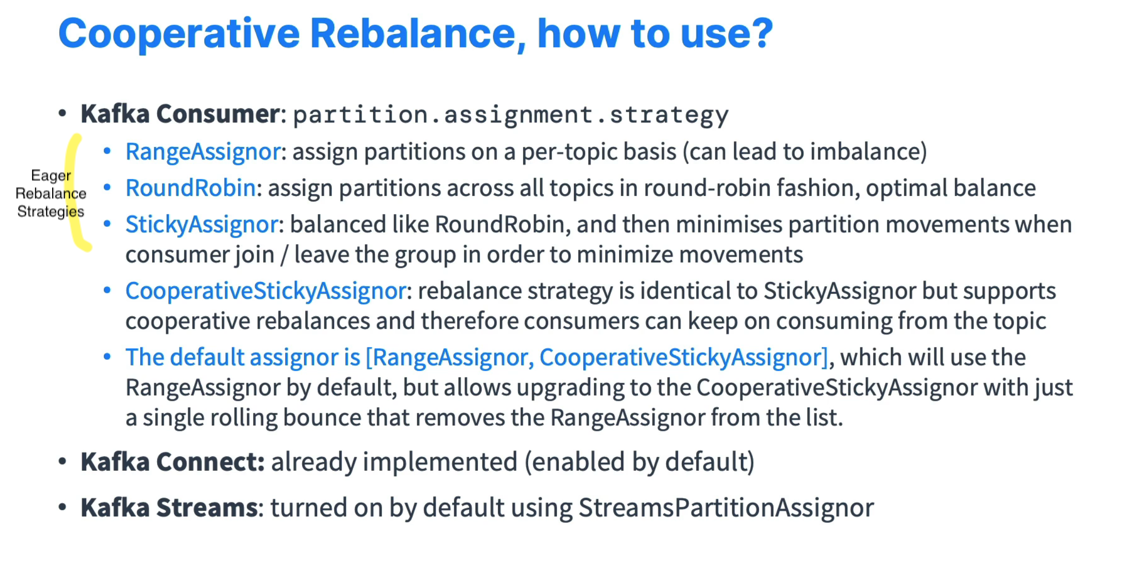 Cooperative Rebalance, how to use?
• Kafka Consumer: partition.assignment.strategy
Eager
Rebalance
Strategies
• RangeAssignor: assign partitions on a per-topic basis (can lead to imbalance)
• RoundRobin: assign partitions across all topics in round-robin fashion, optimal balance
• StickyAssignor: balanced like RoundRobin, and then minimises partition movements when
consumer join / leave the group in order to minimize movements
• CooperativeStickyAssignor: rebalance strategy is identical to StickyAssignor but supports
cooperative rebalances and therefore consumers can keep on consuming from the topic
• The default assignor is [RangeAssignor, CooperativeStickyAssignor], which will use the
RangeAssignor by default, but allows upgrading to the CooperativeStickyAssignor with just
a single rolling bounce that removes the RangeAssignor from the list.
• Kafka Connect: already implemented (enabled by default)
• Kafka Streams: turned on by default using StreamsPartitionAssignor